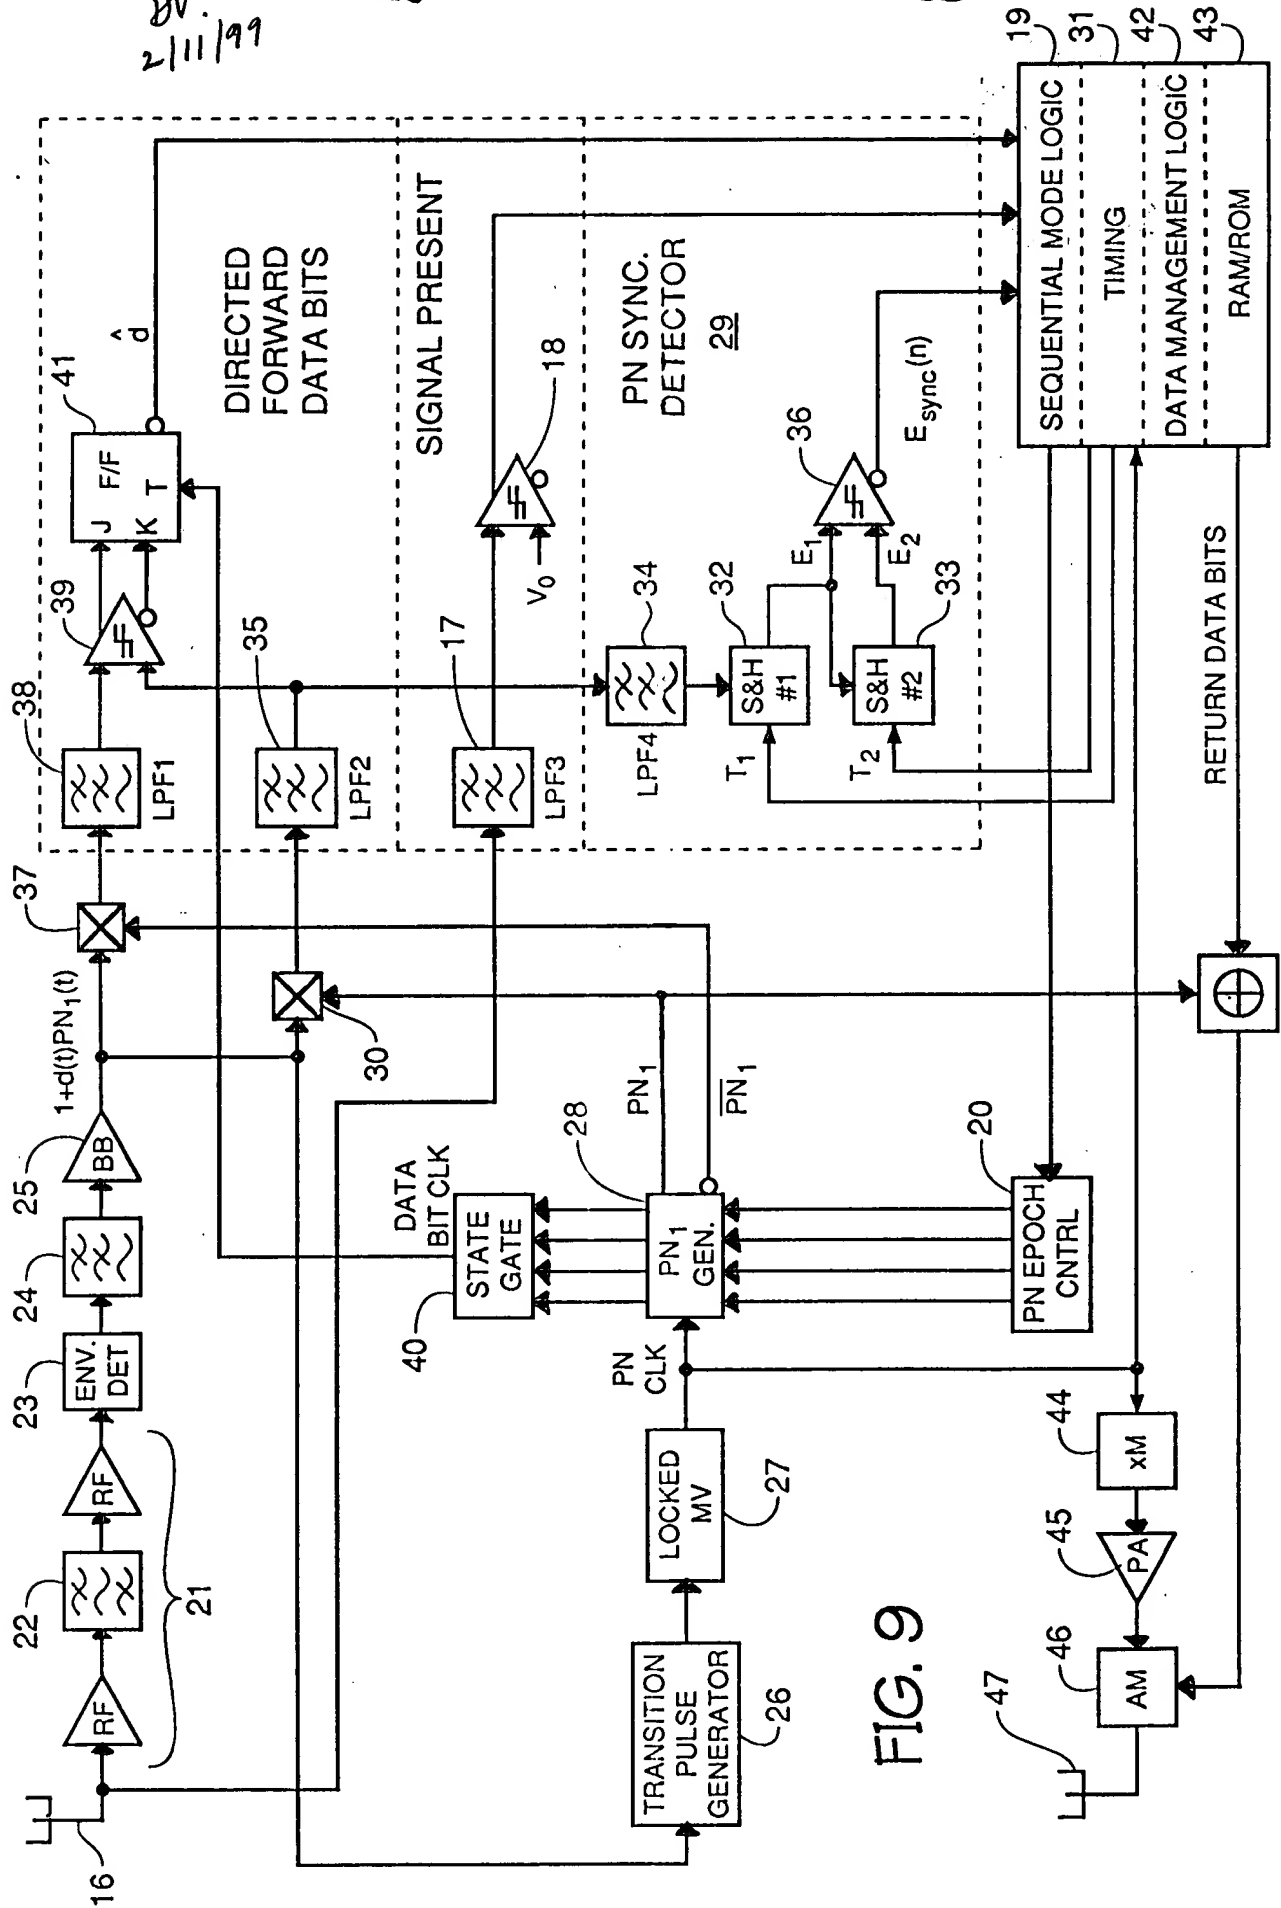 DV.
2/11/99
16
RF
22
RF
21
23
ENV.
DET
24
25
BB
1+d(t)PN1(t)
37
38
LPF1
39
J
K
F/F
T
41
d̂
DIRECTED
FORWARD
DATA BITS
30
35
LPF2
17
LPF3
SIGNAL PRESENT
18
V0
34
LPF4
PN SYNC.
DETECTOR
29
32
S&H
#1
T1
E1
33
S&H
#2
T2
E2
36
Esync(n)
40
STATE
GATE
DATA
BIT CLK
28
PN1
GEN.
PN1
P̅N̅1
PN
CLK
20
PN EPOCH
CNTRL
TRANSITION
PULSE
GENERATOR
26
LOCKED
MV
27
19
SEQUENTIAL MODE LOGIC
31
TIMING
42
DATA MANAGEMENT LOGIC
43
RAM/ROM
RETURN DATA BITS
44
xM
45
PA
46
AM
47
FIG. 9